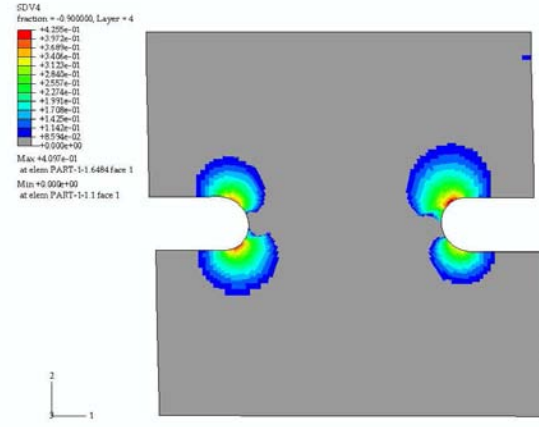 SDV4
fraction = -0.900000, Layer = 4
+4.255e-01
+3.972e-01
+3.689e-01
+3.406e-01
+3.123e-01
+2.840e-01
+2.557e-01
+2.274e-01
+1.991e-01
+1.708e-01
+1.425e-01
+1.142e-01
+8.594e-02
+0.000e+00
Max +4.097e-01
at elem PART-1-1.6484 face 1
Min +0.000e+00
at elem PART-1-1.1 face 1
2
3
1